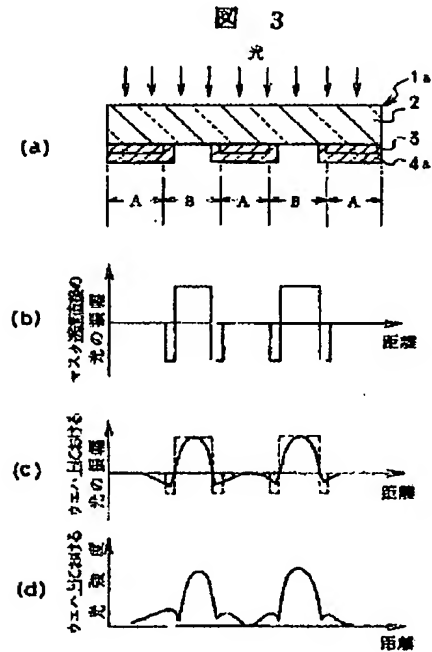 図 3
光
1a
2
3
4a
(a)
A B A B A
(b)
マスク透過直後の
光の振幅
距離
(c)
ウエハ上における
光の振幅
距離
(d)
ウエハ上における
光強度
距離